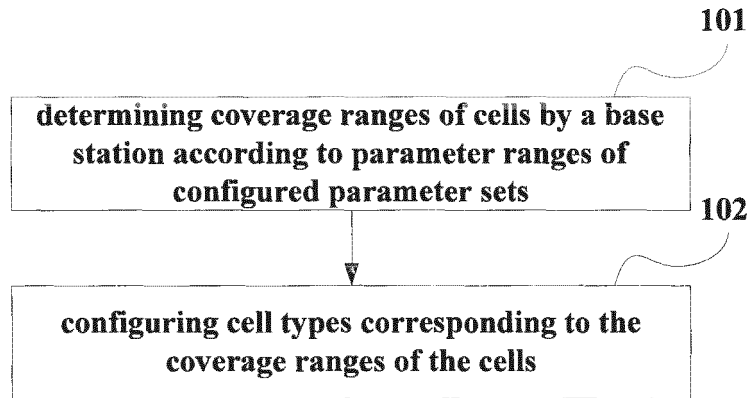 101
determining coverage ranges of cells by a base
station according to parameter ranges of
configured parameter sets
102
configuring cell types corresponding to the
coverage ranges of the cells